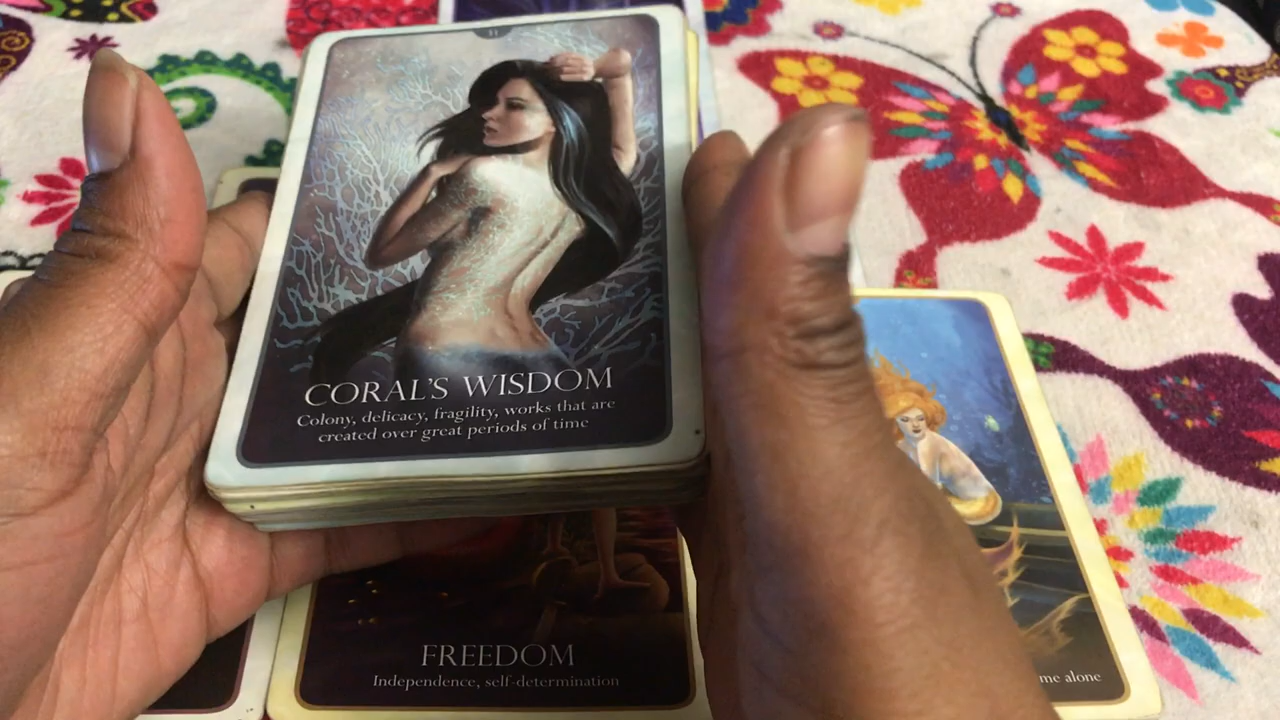 CORAL'S WISDOM
Colony, delicacy, fragility, works that are
created over great periods of time
FREEDOM
Independence, self-determination
me alone